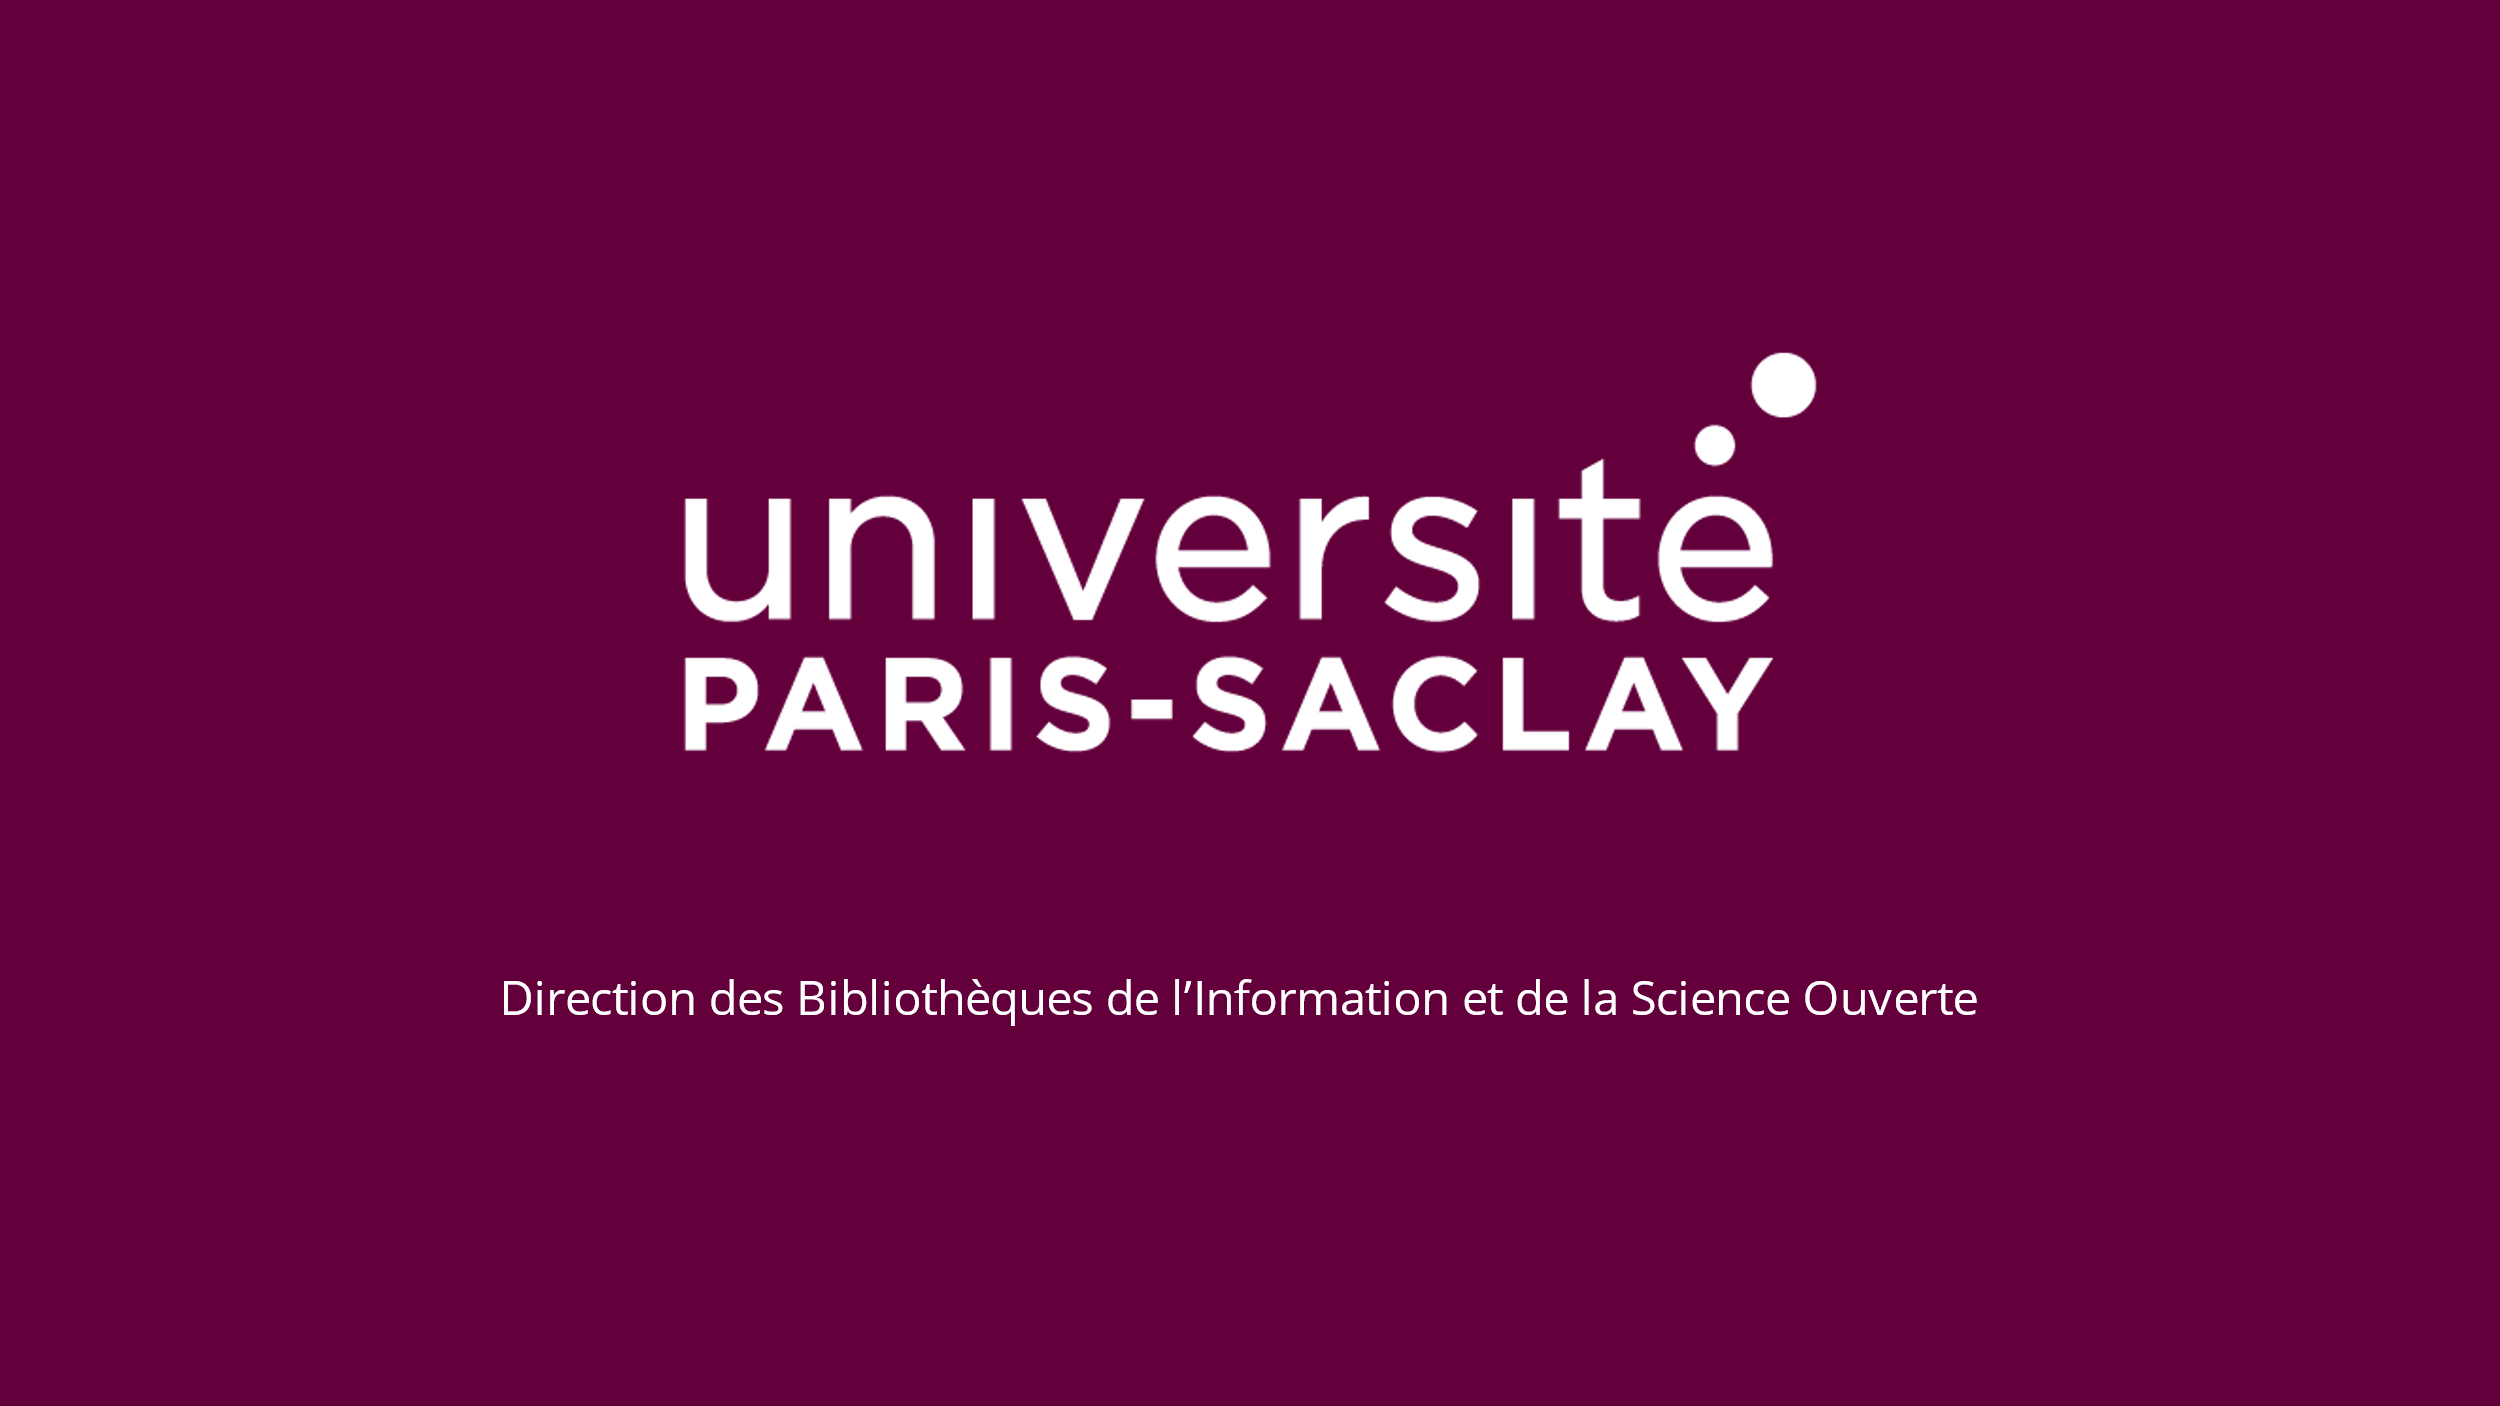 université
PARIS-SACLAY
Direction des Bibliothèques de l’Information et de la Science Ouverte